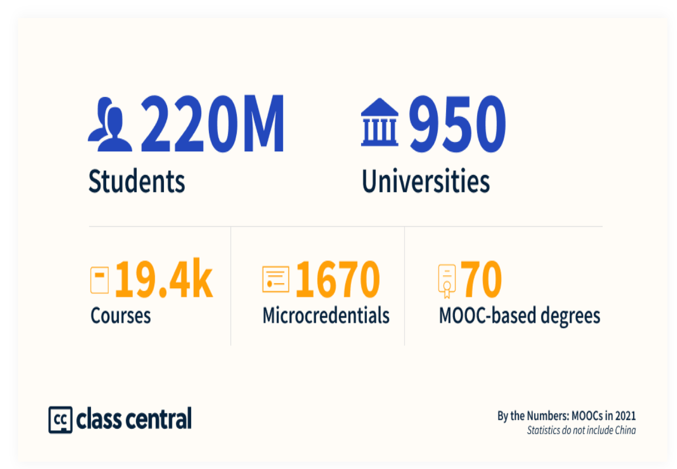 220M
Students
950
Universities
19.4k
Courses
1670
Microcredentials
70
MOOC-based degrees
cc class central
By the Numbers: MOOCs in 2021
Statistics do not include China